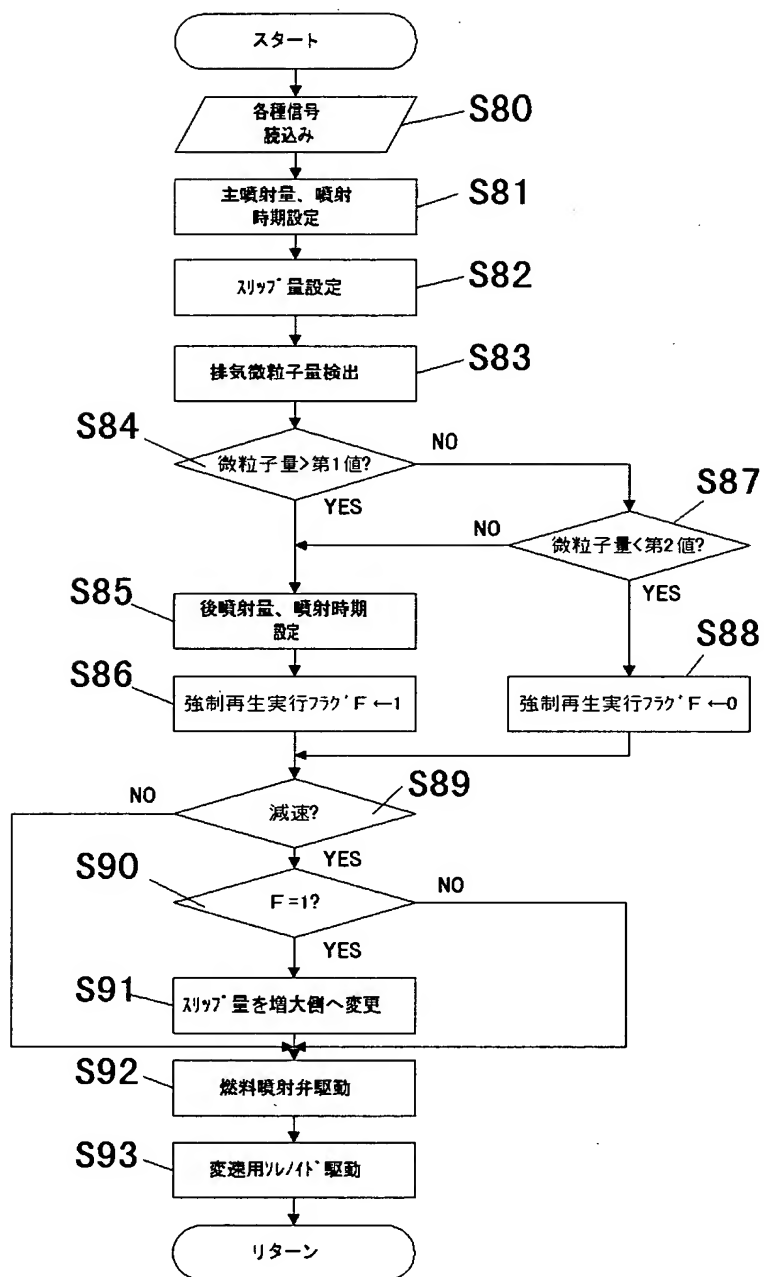 スタート
各種信号
読込み
S80
主噴射量、噴射
時期設定
S81
ｽﾘｯﾌﾟ量設定
S82
排気微粒子量検出
S83
S84
微粒子量>第1値?
NO
YES
S87
微粒子量<第2値?
NO
YES
S85
後噴射量、噴射時期
設定
S86
強制再生実行ﾌﾗｸﾞF←1
S88
強制再生実行ﾌﾗｸﾞF←0
S89
減速?
NO
YES
S90
F=1?
NO
YES
S91
ｽﾘｯﾌﾟ量を増大側へ変更
S92
燃料噴射弁駆動
S93
変速用ｿﾚﾉｲﾄﾞ駆動
リターン